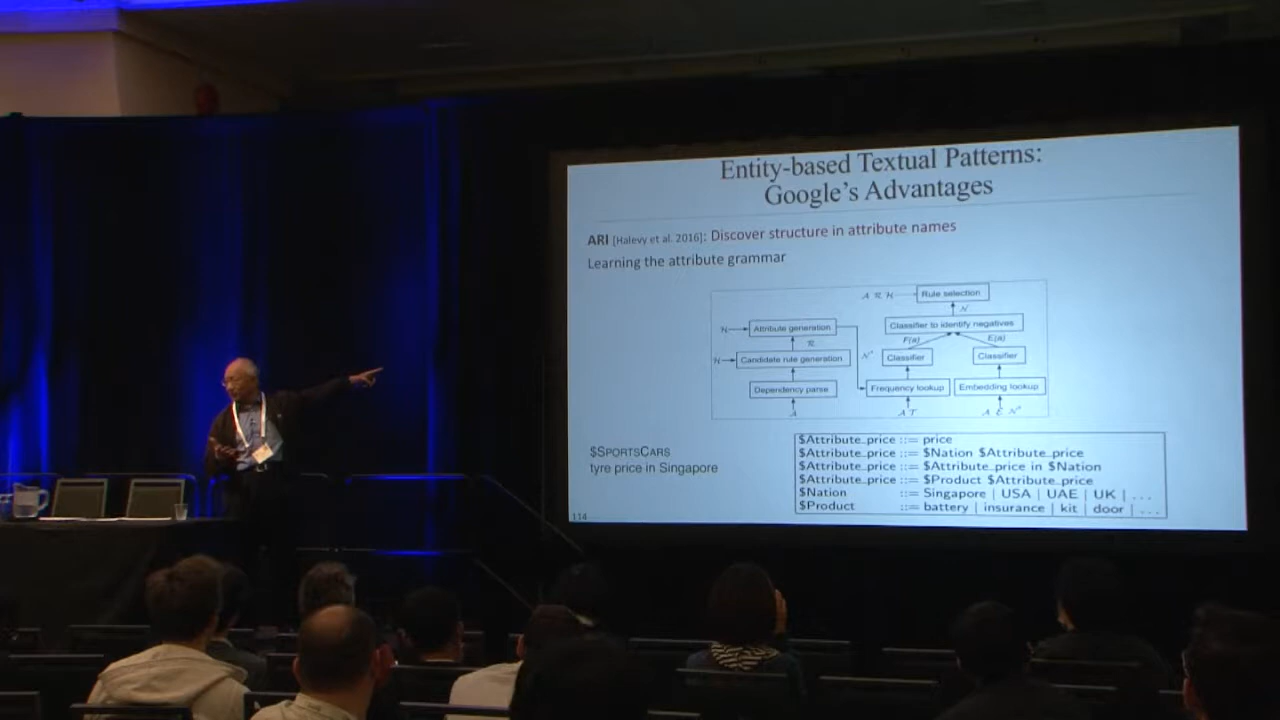 Entity-based Textual Patterns:
Google's Advantages
ARI [Halevy et al. 2016]: Discover structure in attribute names
Learning the attribute grammar
Rule selection
Attribute generation
Classifier to identify negatives
F(a)
E(a)
Candidate rule generation
Classifier
Classifier
Dependency parse
Frequency lookup
Embedding lookup
$SPORTSCARS
tyre price in Singapore
$Attribute_price ::= price
$Attribute_price ::= $Nation $Attribute_price
$Attribute_price ::= $Attribute_price in $Nation
$Attribute_price ::= $Product $Attribute_price
$Nation ::= Singapore | USA | UAE | UK | ...
$Product ::= battery | insurance | kit | door | ...
114